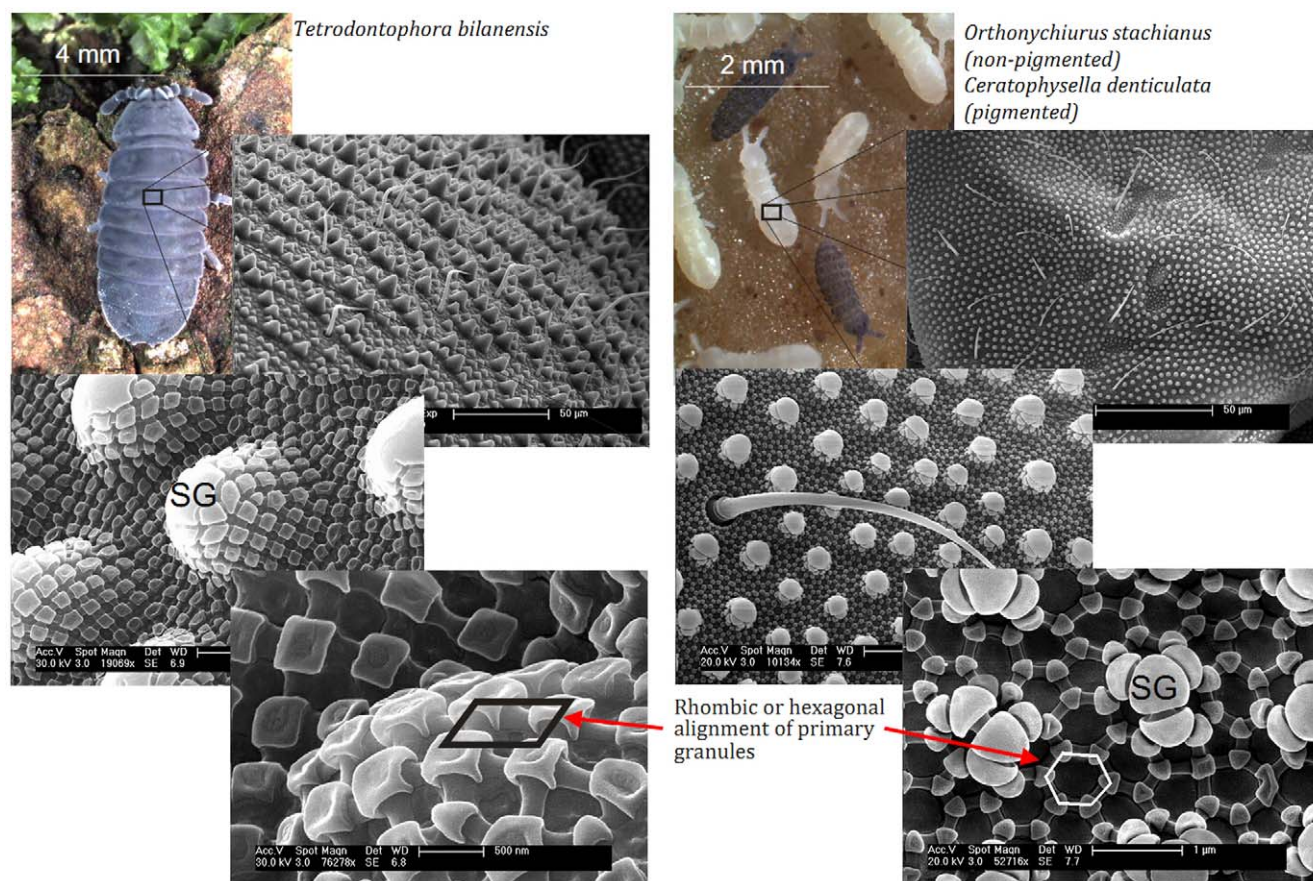 Tetrodontophora bilanensis
4 mm
50 µm
SG
Acc.V Spot Magn Det WD
30.0 kV 3.0 19069x SE 6.9
Acc.V Spot Magn Det WD
30.0 kV 3.0 76278x SE 6.8
500 nm
Orthonychiurus stachianus
(non-pigmented)
Ceratophysella denticulata
(pigmented)
2 mm
50 µm
Acc.V Spot Magn Det WD
20.0 kV 3.0 10134x SE 7.6
Rhombic or hexagonal
alignment of primary
granules
SG
Acc.V Spot Magn Det WD
20.0 kV 3.0 52716x SE 7.7
1 µm